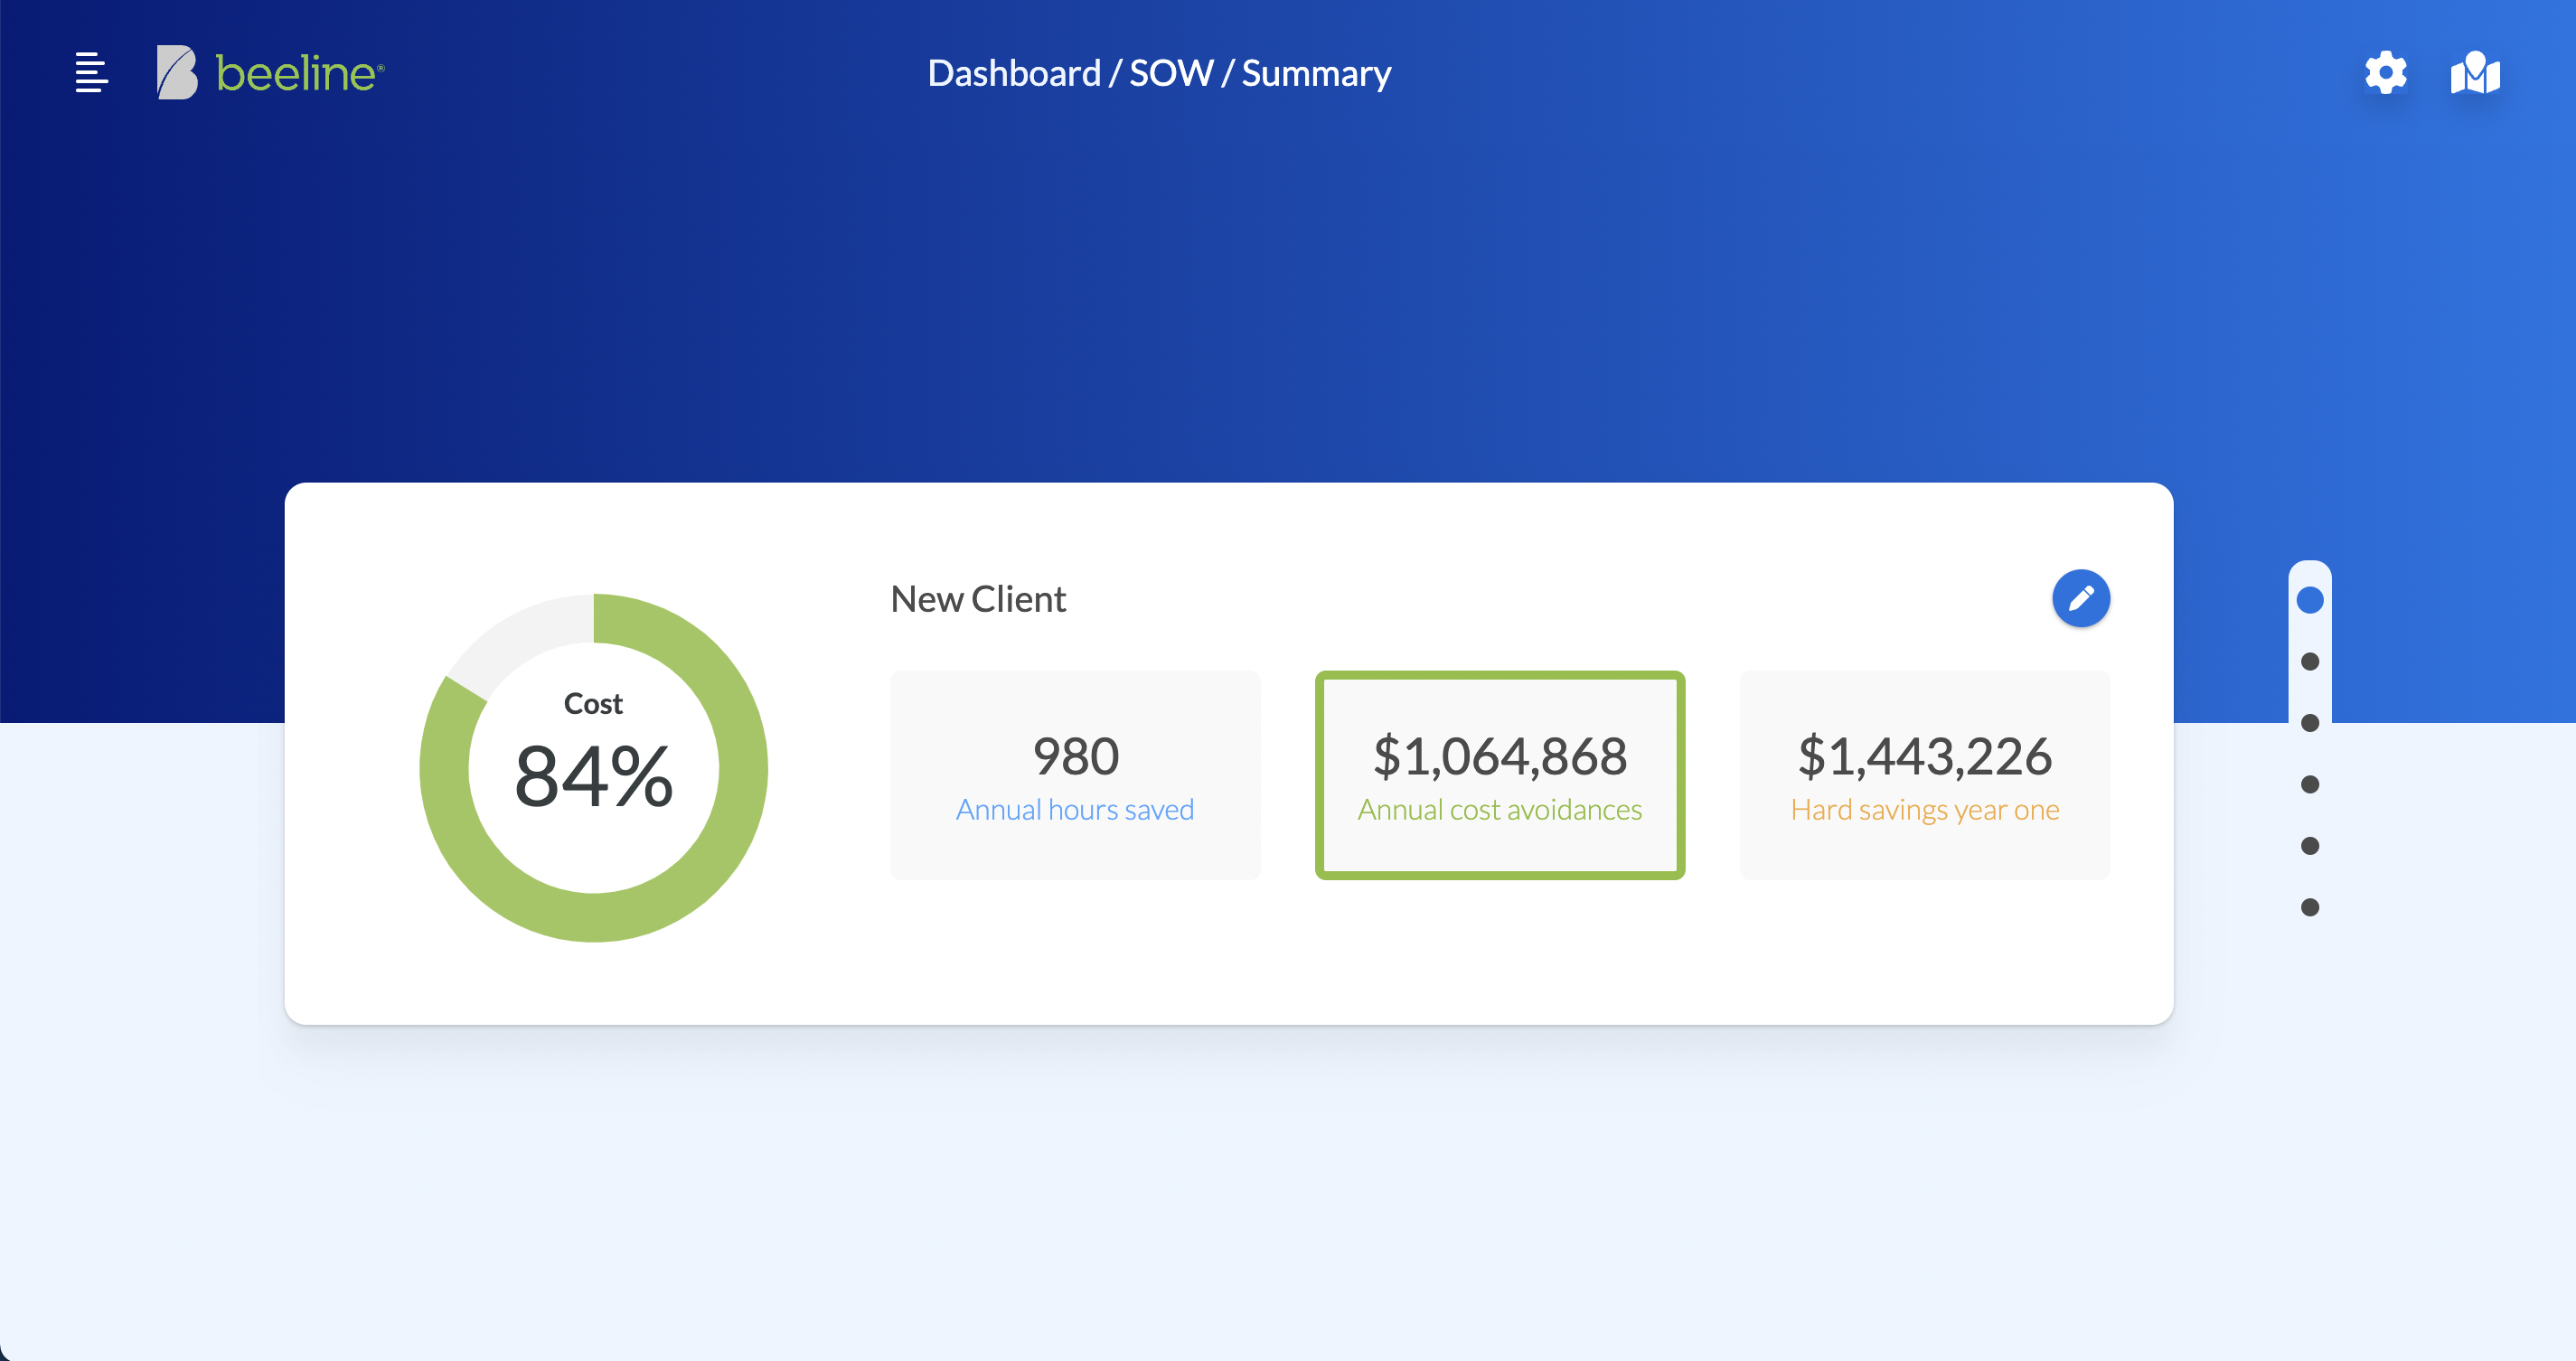 beeline®
Dashboard / SOW / Summary
New Client
Cost
84%
980
Annual hours saved
$1,064,868
Annual cost avoidances
$1,443,226
Hard savings year one